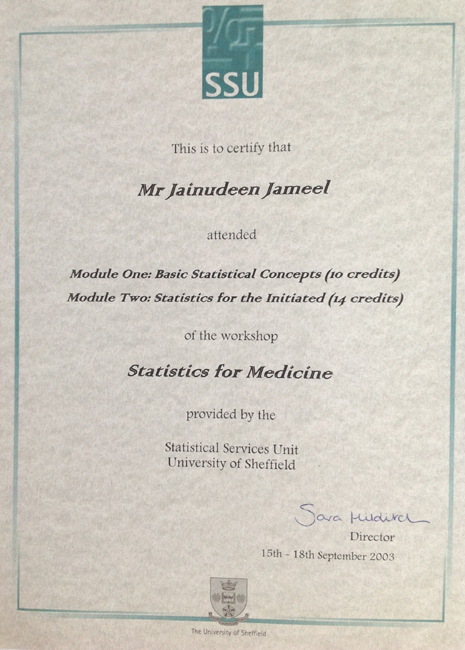 SSU
This is to certify that
Mr Jainudeen Jameel
attended
Module One: Basic Statistical Concepts (10 credits)
Module Two: Statistics for the Initiated (14 credits)
of the workshop
Statistics for Medicine
provided by the
Statistical Services Unit
University of Sheffield
Sara Hilditch
Director
15th - 18th September 2003
The University of Sheffield